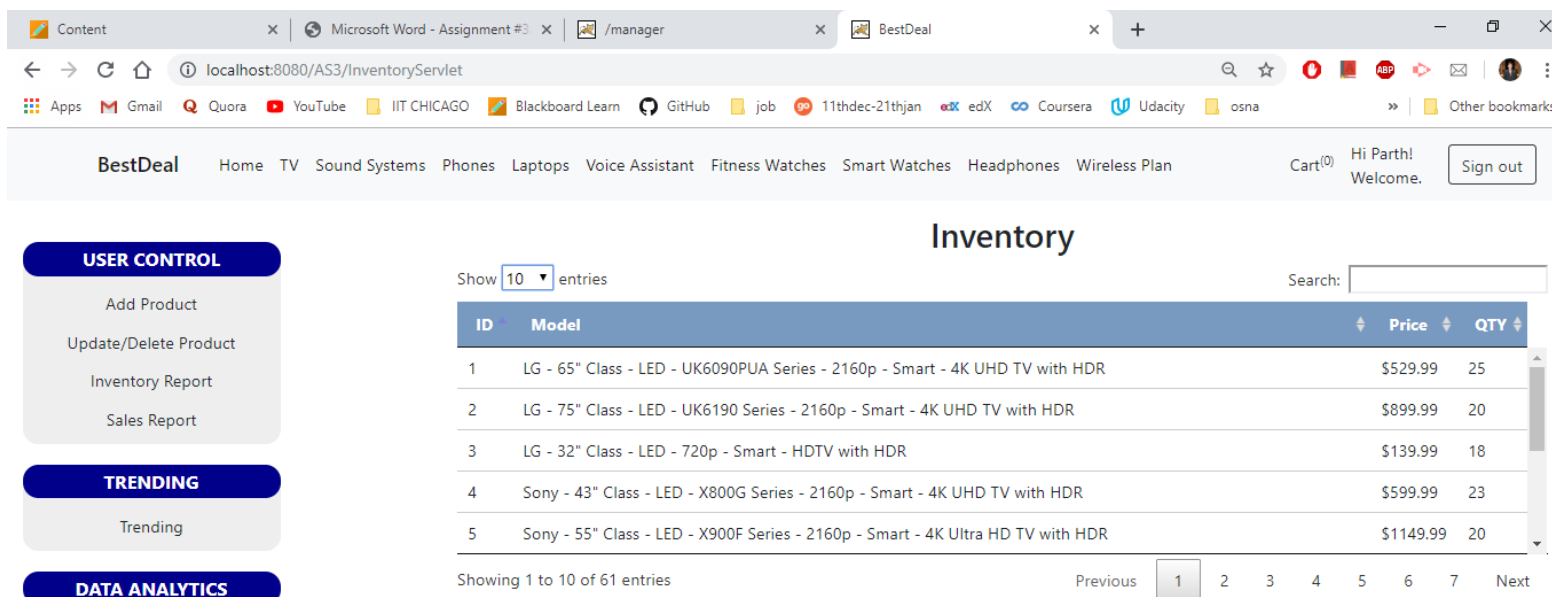 Content
Microsoft Word - Assignment #3
/manager
BestDeal
localhost:8080/AS3/InventoryServlet
ABP
Apps Gmail Quora YouTube IIT CHICAGO Blackboard Learn GitHub job go 11thdec-21thjan edX edX Coursera Udacity osna » Other bookmarks
BestDeal Home TV Sound Systems Phones Laptops Voice Assistant Fitness Watches Smart Watches Headphones Wireless Plan Cart(0) Hi Parth! Welcome. Sign out
USER CONTROL
Add Product
Update/Delete Product
Inventory Report
Sales Report
TRENDING
Trending
DATA ANALYTICS
Inventory
Show 10 entries Search:
ID Model Price QTY
1 LG - 65" Class - LED - UK6090PUA Series - 2160p - Smart - 4K UHD TV with HDR $529.99 25
2 LG - 75" Class - LED - UK6190 Series - 2160p - Smart - 4K UHD TV with HDR $899.99 20
3 LG - 32" Class - LED - 720p - Smart - HDTV with HDR $139.99 18
4 Sony - 43" Class - LED - X800G Series - 2160p - Smart - 4K UHD TV with HDR $599.99 23
5 Sony - 55" Class - LED - X900F Series - 2160p - Smart - 4K Ultra HD TV with HDR $1149.99 20
Showing 1 to 10 of 61 entries Previous 1 2 3 4 5 6 7 Next